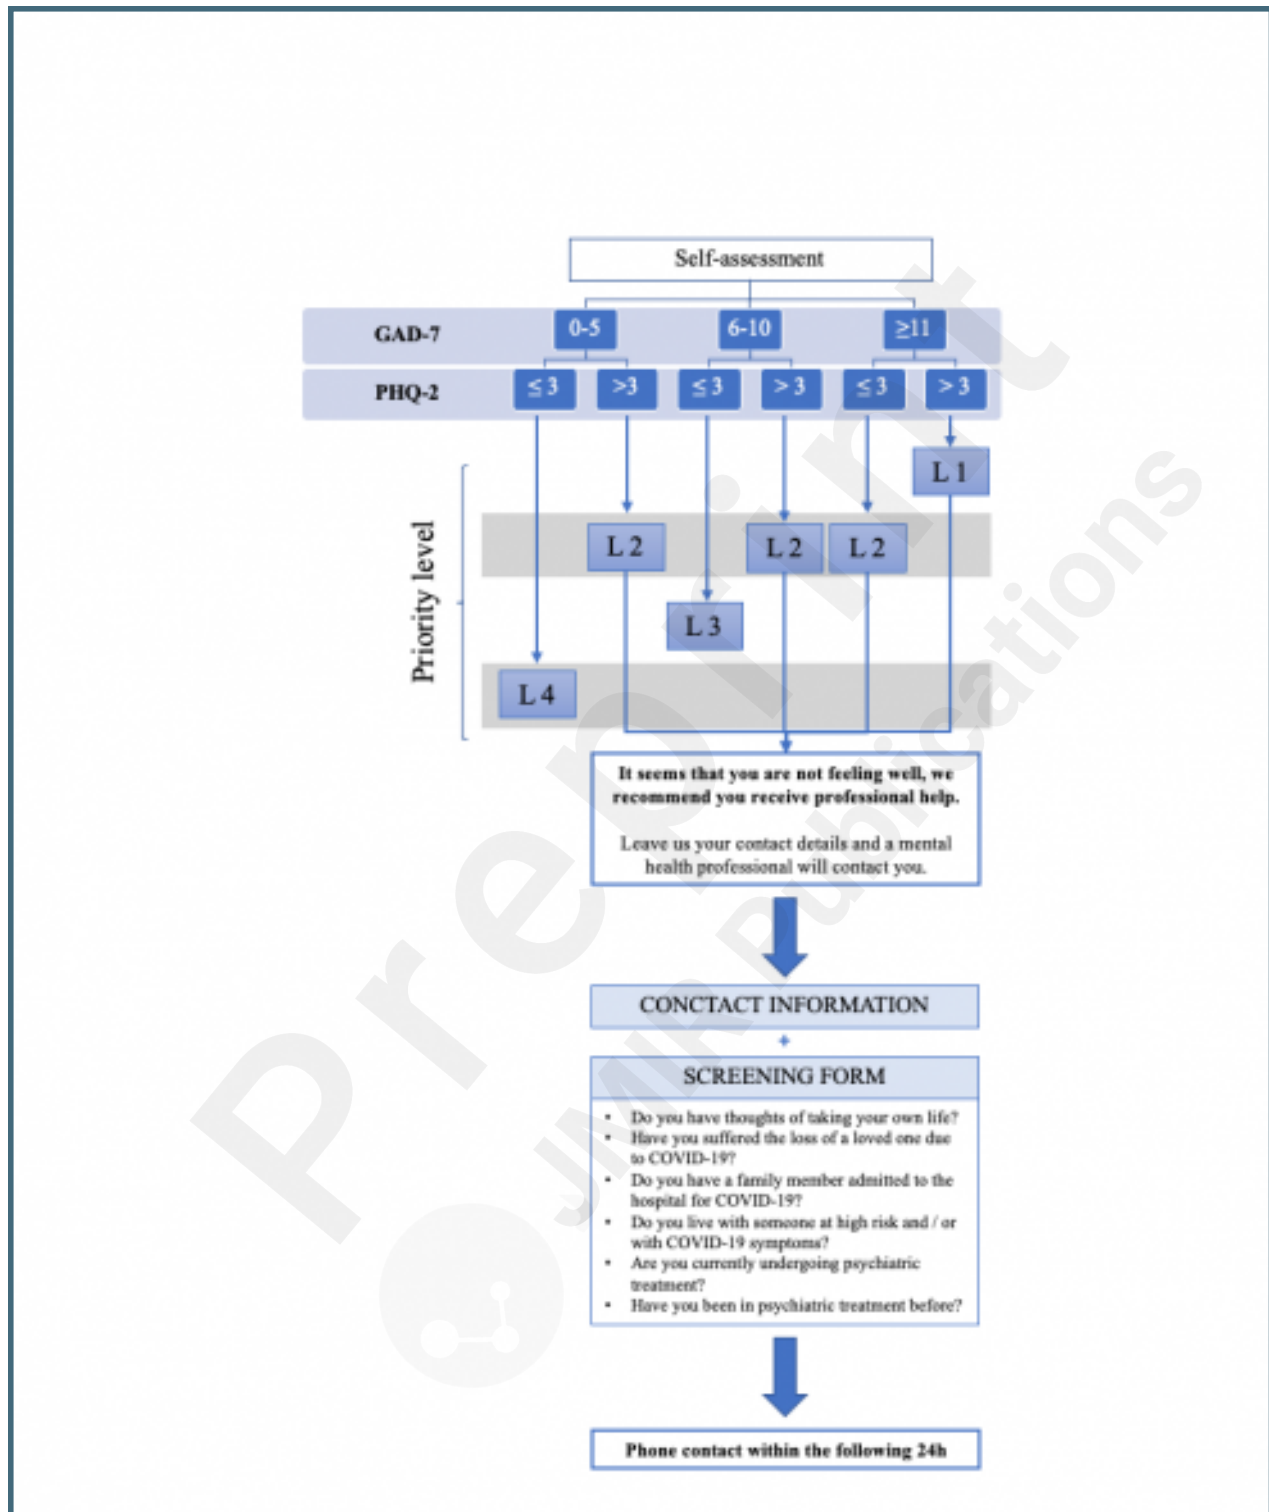 Self-assessment
GAD-7 0-5 6-10 ≥11
PHQ-2 ≤ 3 >3 ≤ 3 > 3 ≤ 3 > 3
Priority level
L 1
L 2 L 2 L 2
L 3
L 4
It seems that you are not feeling well, we
recommend you receive professional help.
Leave us your contact details and a mental
health professional will contact you.
CONCTACT INFORMATION
+
SCREENING FORM
• Do you have thoughts of taking your own life?
• Have you suffered the loss of a loved one due
to COVID-19?
• Do you have a family member admitted to the
hospital for COVID-19?
• Do you live with someone at high risk and / or
with COVID-19 symptoms?
• Are you currently undergoing psychiatric
treatment?
• Have you been in psychiatric treatment before?
Phone contact within the following 24h
Preprint
JMIR Publications